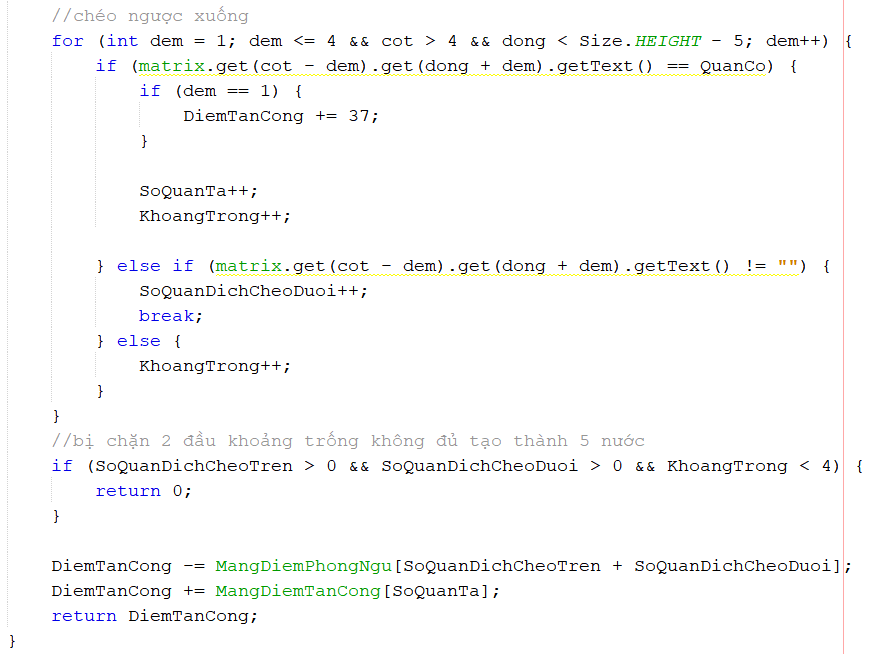 //chéo ngược xuống
for (int dem = 1; dem <= 4 && cot > 4 && dong < Size.HEIGHT - 5; dem++) {
if (matrix.get(cot - dem).get(dong + dem).getText() == QuanCo) {
if (dem == 1) {
DiemTanCong += 37;
}
SoQuanTa++;
KhoangTrong++;
} else if (matrix.get(cot - dem).get(dong + dem).getText() != "") {
SoQuanDichCheoDuoi++;
break;
} else {
KhoangTrong++;
}
}
//bị chặn 2 đầu khoảng trống không đủ tạo thành 5 nước
if (SoQuanDichCheoTren > 0 && SoQuanDichCheoDuoi > 0 && KhoangTrong < 4) {
return 0;
}
DiemTanCong -= MangDiemPhongNgu[SoQuanDichCheoTren + SoQuanDichCheoDuoi];
DiemTanCong += MangDiemTanCong[SoQuanTa];
return DiemTanCong;
}